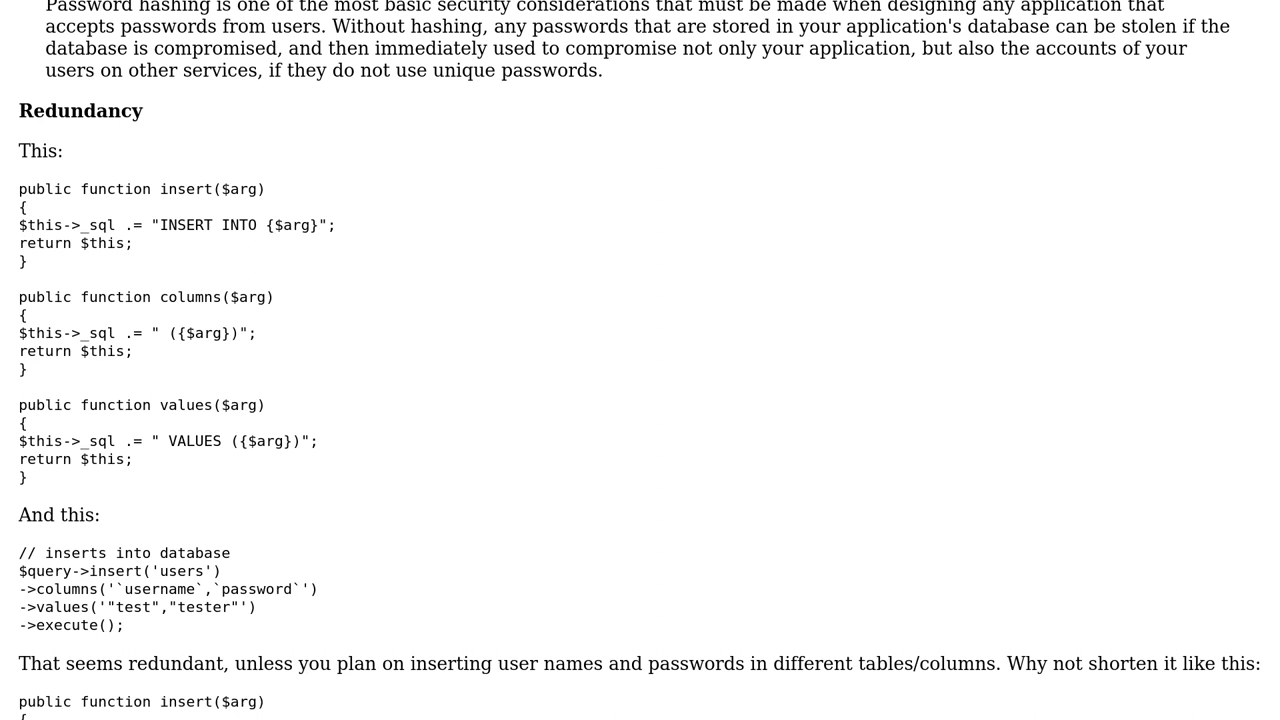 Password hashing is one of the most basic security considerations that must be made when designing any application that
accepts passwords from users. Without hashing, any passwords that are stored in your application's database can be stolen if the
database is compromised, and then immediately used to compromise not only your application, but also the accounts of your
users on other services, if they do not use unique passwords.
Redundancy
This:
public function insert($arg)
{
$this->_sql .= "INSERT INTO {$arg}";
return $this;
}
public function columns($arg)
{
$this->_sql .= " ({$arg})";
return $this;
}
public function values($arg)
{
$this->_sql .= " VALUES ({$arg})";
return $this;
}
And this:
// inserts into database
$query->insert('users')
->columns('`username`,`password`')
->values('"test","tester"')
->execute();
That seems redundant, unless you plan on inserting user names and passwords in different tables/columns. Why not shorten it like this:
public function insert($arg)
{